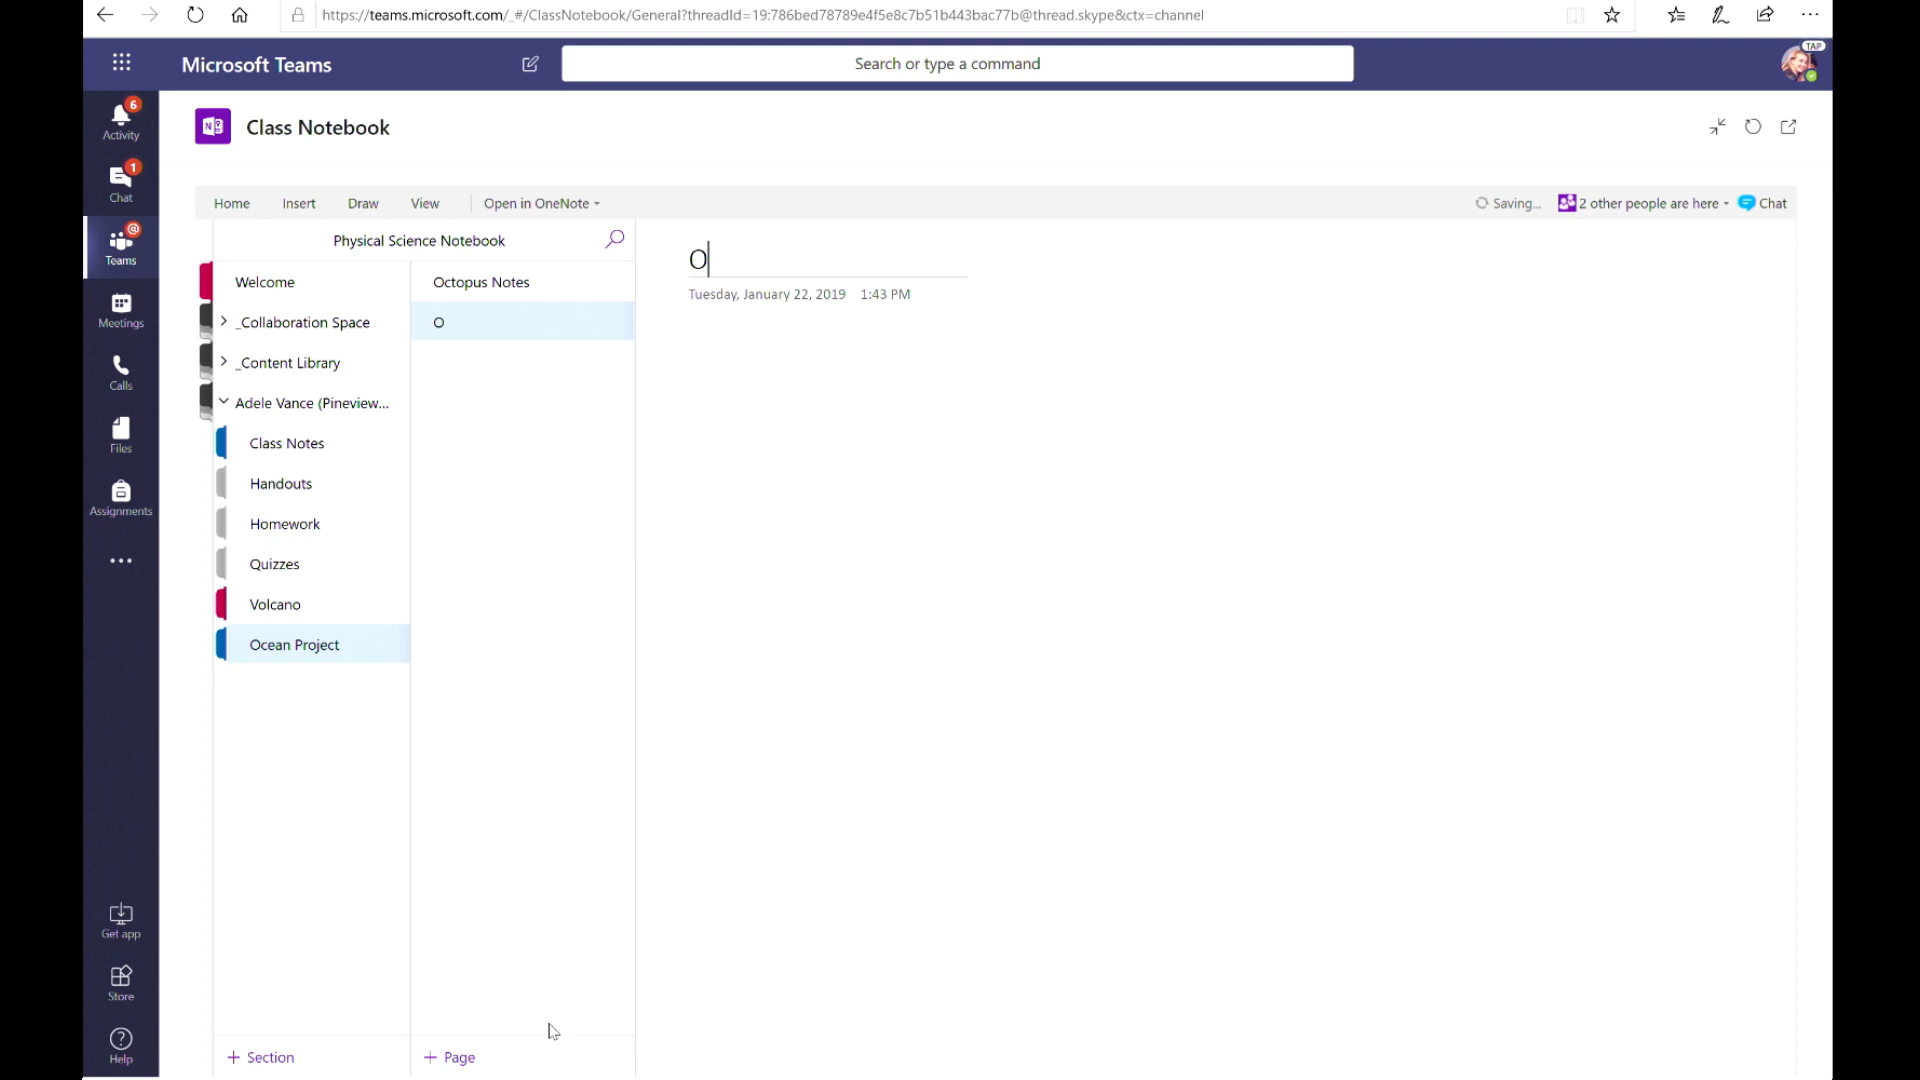 https://teams.microsoft.com/_#/ClassNotebook/General?threadId=19:786bed78789e4f5e8c7b51b443bac77b@thread.skype&ctx=channel
Microsoft Teams
Search or type a command
TAP
6
Activity
1
Chat
@
Teams
Meetings
Calls
Files
Assignments
Get app
Store
Help
N
Class Notebook
Home Insert Draw View Open in OneNote
Saving... 2 other people are here Chat
Physical Science Notebook
Welcome
_Collaboration Space
_Content Library
Adele Vance (Pineview...
Class Notes
Handouts
Homework
Quizzes
Volcano
Ocean Project
+ Section
Octopus Notes
O
+ Page
O
Tuesday, January 22, 2019 1:43 PM